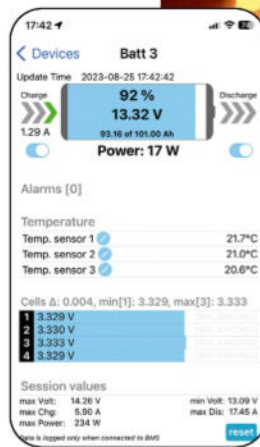 17:42
Devices Batt 3
Update Time 2023-08-25 17:42:42
Charge 92 % Discharge
13.32 V
1.29 A 93.16 of 101.00 Ah
Power: 17 W
Alarms [0]
Temperature
Temp. sensor 1 21.7°C
Temp. sensor 2 21.0°C
Temp. sensor 3 20.6°C
Cells Δ: 0.004, min[1]: 3.329, max[3]: 3.333
1 3.329 V
2 3.330 V
3 3.333 V
4 3.329 V
Session values
max Volt: 14.26 V min Volt: 13.09 V
max Chg: 5.90 A max Dis: 17.45 A
max Power: 234 W
Data is logged only when connected to BMS reset